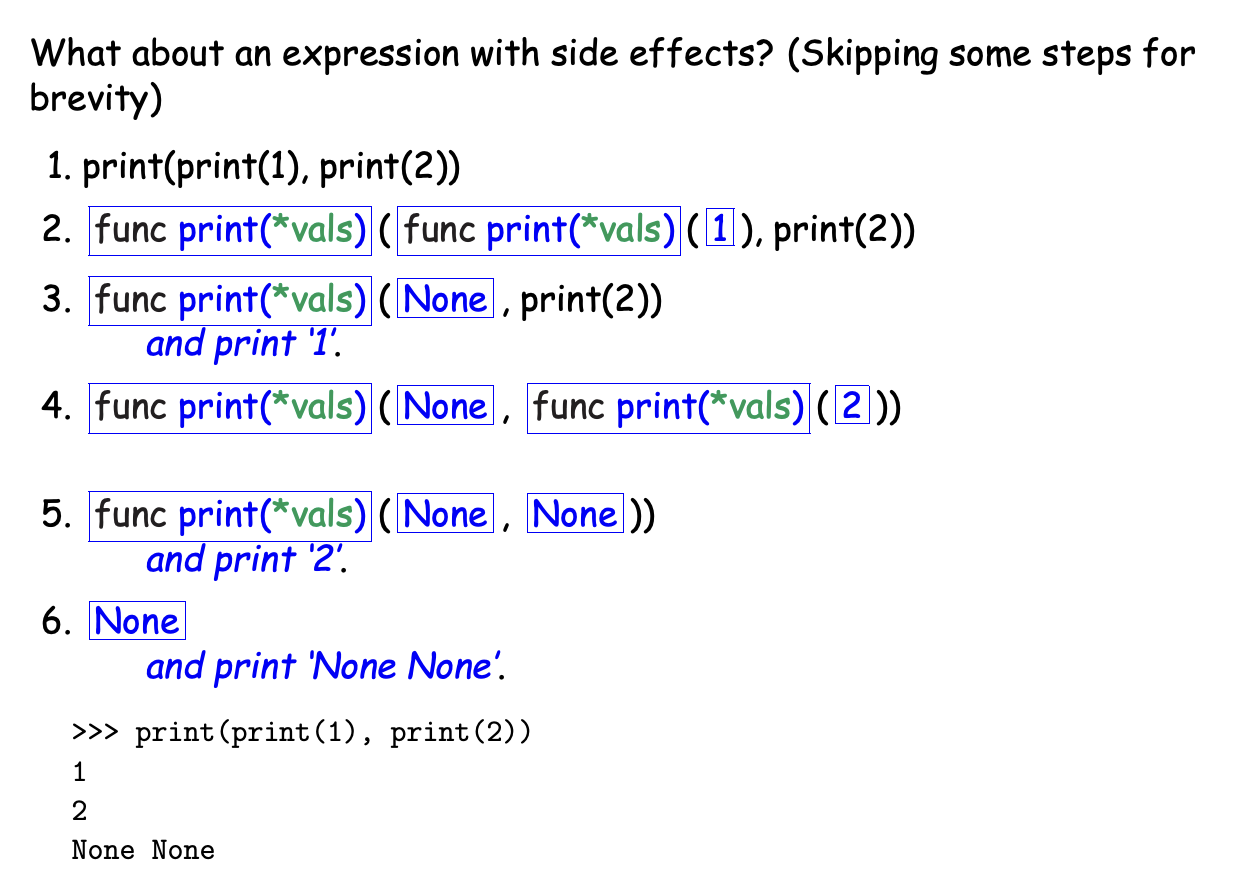 What about an expression with side effects? (Skipping some steps for
brevity)
1. print(print(1), print(2))
2. func print(*vals) ( func print(*vals) ( 1 ), print(2))
3. func print(*vals) ( None , print(2))
and print ‘1’.
4. func print(*vals) ( None , func print(*vals) ( 2 ))
5. func print(*vals) ( None , None ))
and print ‘2’.
6. None
and print ‘None None’.
>>> print(print(1), print(2))
1
2
None None